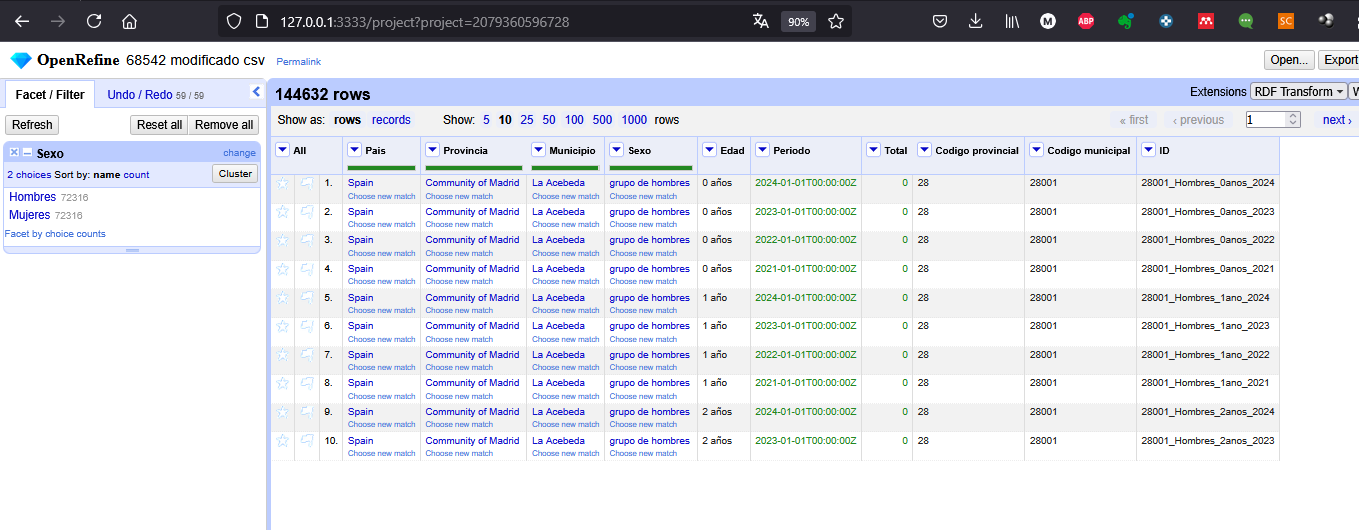 127.0.0.1:3333/project?project=2079360596728
90%
M
ABP
SC
OpenRefine 68542 modificado csv Permalink
Open...
Export
Facet / Filter
Undo / Redo 59 / 59
Refresh
Reset all
Remove all
Sexo
change
2 choices Sort by: name count
Cluster
Hombres 72316
Mujeres 72316
Facet by choice counts
144632 rows
Extensions
RDF Transform
W
Show as: rows records
Show: 5 10 25 50 100 500 1000 rows
« first
‹ previous
1
next ›
All Pais Provincia Municipio Sexo Edad Periodo Total Codigo provincial Codigo municipal ID
1. Spain Community of Madrid La Acebeda grupo de hombres 0 años 2024-01-01T00:00:00Z 0 28 28001 28001_Hombres_0anos_2024
Choose new match Choose new match Choose new match Choose new match
2. Spain Community of Madrid La Acebeda grupo de hombres 0 años 2023-01-01T00:00:00Z 0 28 28001 28001_Hombres_0anos_2023
Choose new match Choose new match Choose new match Choose new match
3. Spain Community of Madrid La Acebeda grupo de hombres 0 años 2022-01-01T00:00:00Z 0 28 28001 28001_Hombres_0anos_2022
Choose new match Choose new match Choose new match Choose new match
4. Spain Community of Madrid La Acebeda grupo de hombres 0 años 2021-01-01T00:00:00Z 0 28 28001 28001_Hombres_0anos_2021
Choose new match Choose new match Choose new match Choose new match
5. Spain Community of Madrid La Acebeda grupo de hombres 1 año 2024-01-01T00:00:00Z 0 28 28001 28001_Hombres_1ano_2024
Choose new match Choose new match Choose new match Choose new match
6. Spain Community of Madrid La Acebeda grupo de hombres 1 año 2023-01-01T00:00:00Z 0 28 28001 28001_Hombres_1ano_2023
Choose new match Choose new match Choose new match Choose new match
7. Spain Community of Madrid La Acebeda grupo de hombres 1 año 2022-01-01T00:00:00Z 0 28 28001 28001_Hombres_1ano_2022
Choose new match Choose new match Choose new match Choose new match
8. Spain Community of Madrid La Acebeda grupo de hombres 1 año 2021-01-01T00:00:00Z 0 28 28001 28001_Hombres_1ano_2021
Choose new match Choose new match Choose new match Choose new match
9. Spain Community of Madrid La Acebeda grupo de hombres 2 años 2024-01-01T00:00:00Z 0 28 28001 28001_Hombres_2anos_2024
Choose new match Choose new match Choose new match Choose new match
10. Spain Community of Madrid La Acebeda grupo de hombres 2 años 2023-01-01T00:00:00Z 0 28 28001 28001_Hombres_2anos_2023
Choose new match Choose new match Choose new match Choose new match